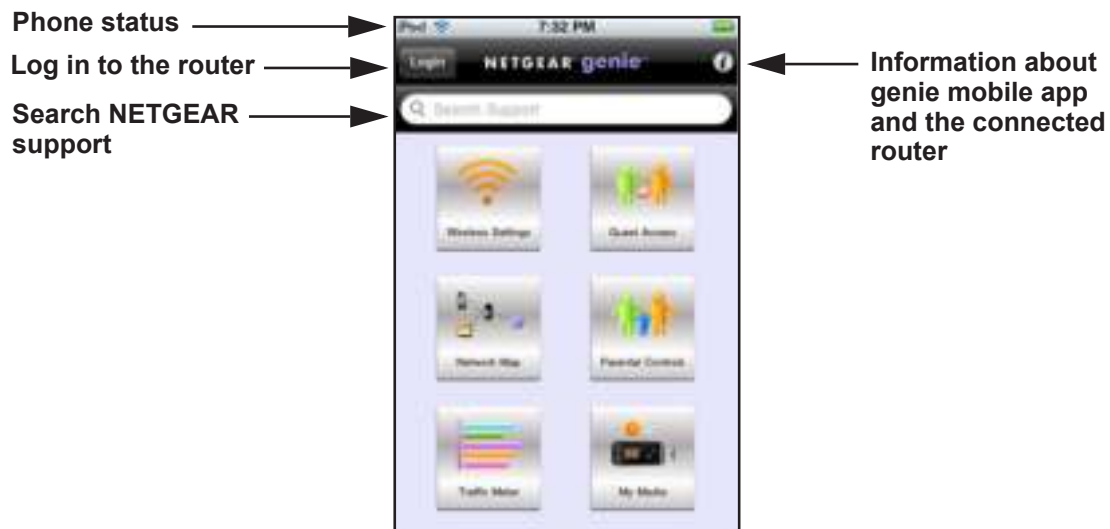 Phone status
Log in to the router
Search NETGEAR
support
iPod 7:32 PM
Login NETGEAR genie
Search Support
Information about
genie mobile app
and the connected
router
Wireless Settings Guest Access
Network Map Parental Controls
Traffic Meter My Media